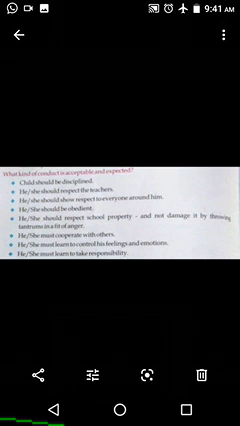 9:41 AM
What kind of conduct is acceptable and expected?
• Child should be disciplined.
• He/she should respect the teachers.
• He/she should show respect to everyone around him.
• He/She should be obedient.
• He/She should respect school property - and not damage it by throwing
tantrums in a fit of anger.
• He/She must cooperate with others.
• He/She must learn to control his feelings and emotions.
• He/She must learn to take responsibility.